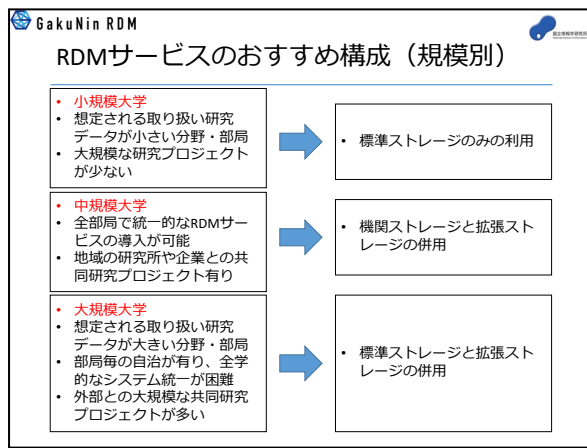 GakuNin RDM
国立情報学研究所
RDMサービスのおすすめ構成（規模別）
• 小規模大学
• 想定される取り扱い研究
データが小さい分野・部局
• 大規模な研究プロジェクト
が少ない
• 標準ストレージのみの利用
• 中規模大学
• 全部局で統一的なRDMサー
ビスの導入が可能
• 地域の研究所や企業との共
同研究プロジェクト有り
• 機関ストレージと拡張スト
レージの併用
• 大規模大学
• 想定される取り扱い研究
データが大きい分野・部局
• 部局毎の自治が有り、全学
的なシステム統一が困難
• 外部との大規模な共同研究
プロジェクトが多い
• 標準ストレージと拡張スト
レージの併用